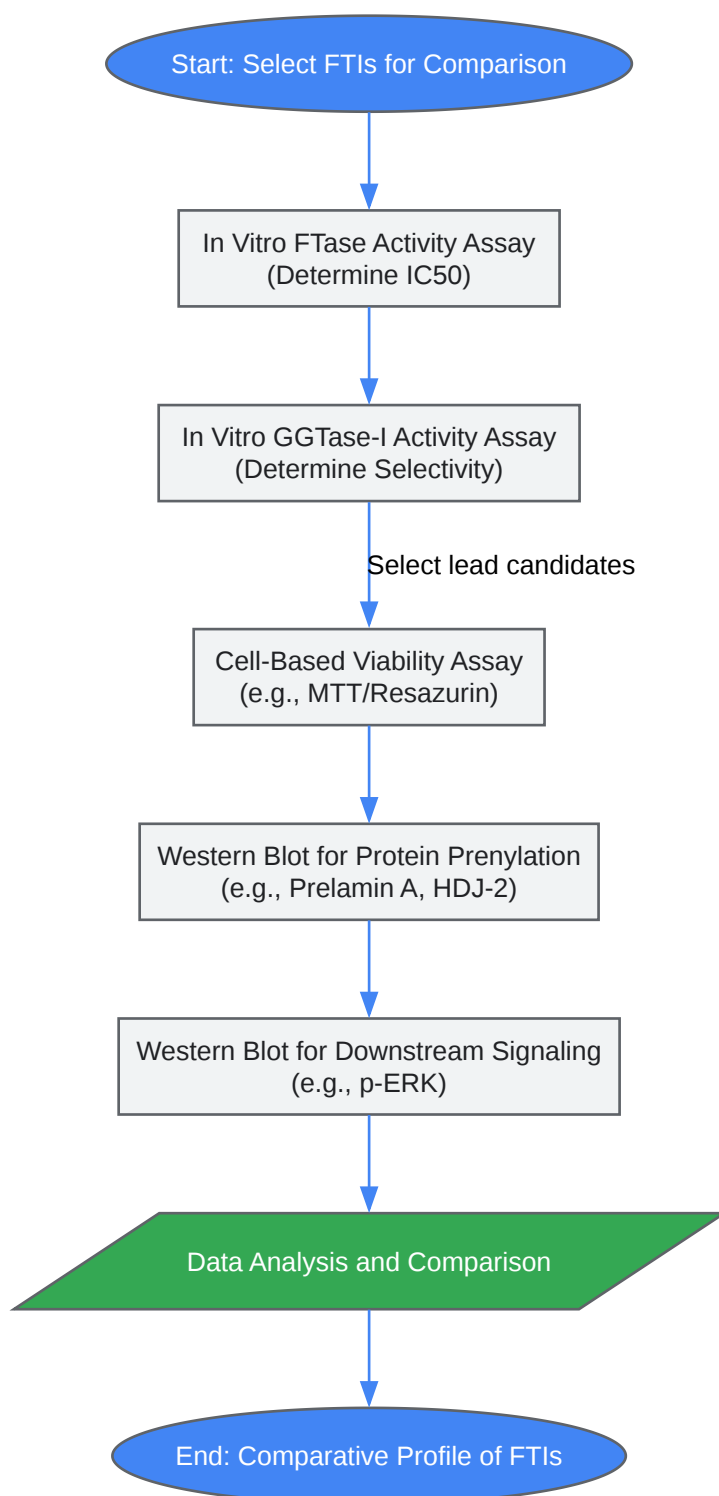 Start: Select FTIs for Comparison
In Vitro FTase Activity Assay
(Determine IC50)
In Vitro GGTase-I Activity Assay
(Determine Selectivity)
Select lead candidates
Cell-Based Viability Assay
(e.g., MTT/Resazurin)
Western Blot for Protein Prenylation
(e.g., Prelamin A, HDJ-2)
Western Blot for Downstream Signaling
(e.g., p-ERK)
Data Analysis and Comparison
End: Comparative Profile of FTIs